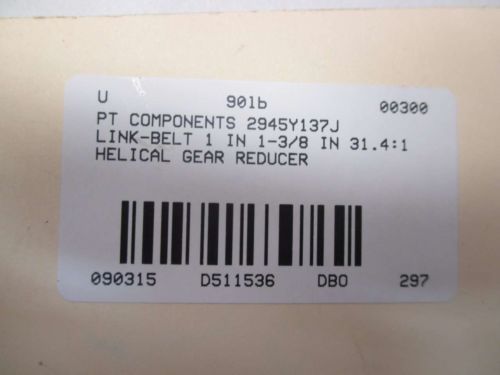 U 90lb 00300
PT COMPONENTS 2945Y137J
LINK-BELT 1 IN 1-3/8 IN 31.4:1
HELICAL GEAR REDUCER
090315 D511536 DBO 297